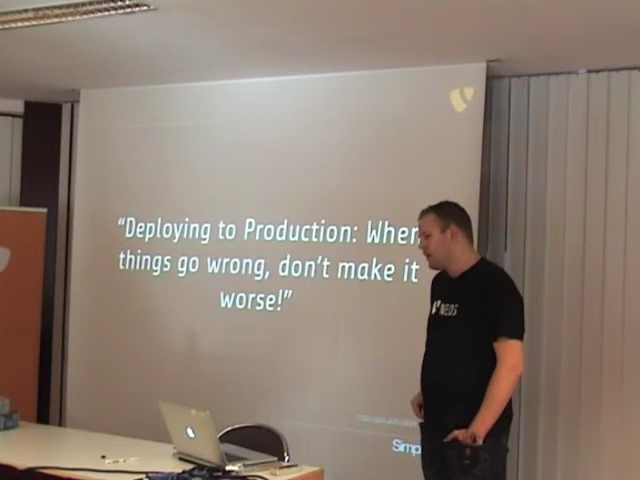 “Deploying to Production: When
things go wrong, don’t make it
worse!”
NEOS
Simp